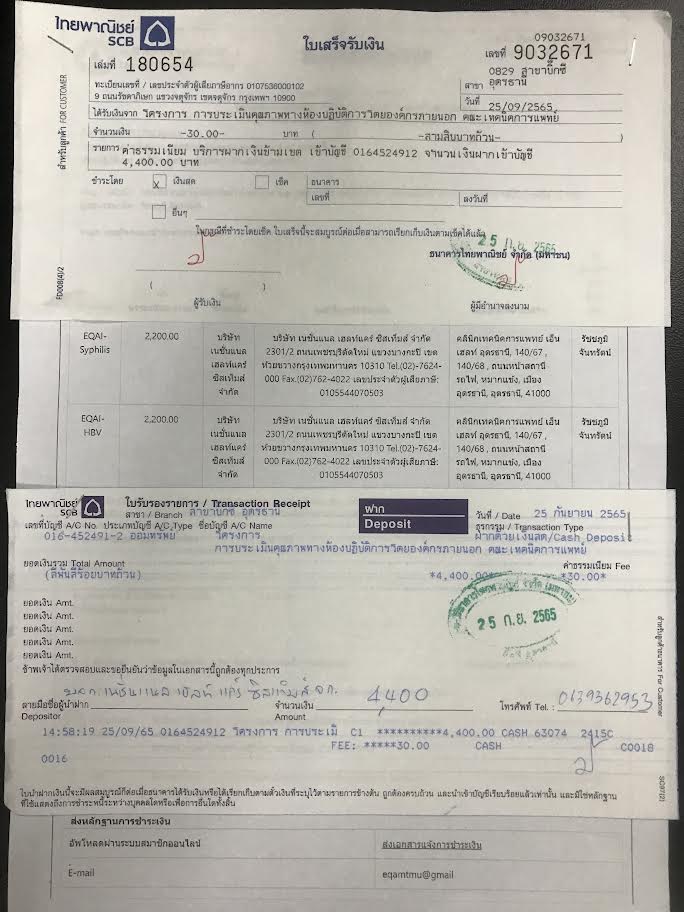 ไทยพาณิชย์
SCB
ใบเสร็จรับเงิน
09032671
เล่มที่ 180654
เลขที่ 9032671
0829 สาขาบิ๊กซี
สาขา อุดรธานี
ทะเบียนเลขที่ / เลขประจำตัวผู้เสียภาษีอากร 0107536000102
9 ถนนรัชดาภิเษก แขวงจตุจักร เขตจตุจักร กรุงเทพฯ 10900
วันที่ 25/09/2565
สำหรับลูกค้า FOR CUSTOMER
ได้รับเงินจาก วิครงการ การประเมินคุณภาพทางห้องปฏิบัติการวิดยองค์กรภายนอก คณะเทคนิคการแพทย์
จำนวนเงิน -30.00- บาท ( -สามสิบบาทถ้วน- )
รายการ ค่าธรรมเนียม บริการฝากเงินข้ามเขต เข้าบัญชี 0164524912 จำนวนเงินฝากเข้าบัญชี
4,400.00 บาท
ชำระโดย X เงินสด เช็ค ธนาคาร
เลขที่ ลงวันที่
อื่นๆ
ในกรณีที่ชำระโดยเช็ค ใบเสร็จนี้จะสมบูรณ์ต่อเมื่อสามารถเรียกเก็บเงินตามเช็คได้แล้ว
25 ก.ย. 2565
ธนาคารไทยพาณิชย์ จำกัด (มหาชน)
( )
ผู้รับเงิน ผู้มีอำนาจลงนาม
FD008(4)/2
EQAI-Syphilis 2,200.00 บริษัท เนชั่นแนล เฮลท์แคร์ ซิสเท็มส์ จำกัด
บริษัท เนชั่นแนล เฮลท์แคร์ ซิสเท็มส์ จำกัด
2301/2 ถนนเพชรบุรีตัดใหม่ แขวงบางกะปิ เขต
ห้วยขวางกรุงเทพมหานคร 10310 Tel.(02)-7624-
000 Fax.(02)762-4022 เลขประจำตัวผู้เสียภาษี:
0105544070503
คลินิกเทคนิคการแพทย์ เอ็น
เฮลท์ อุดรธานี, 140/67 ,
140/68 , ถนนหน้าสถานี
รถไฟ, หมากแข้ง, เมือง
อุดรธานี, อุดรธานี, 41000
รัชชภูมิ
จันทรัตน์
EQAI-HBV 2,200.00 บริษัท เนชั่นแนล เฮลท์แคร์ ซิสเท็มส์ จำกัด
บริษัท เนชั่นแนล เฮลท์แคร์ ซิสเท็มส์ จำกัด
2301/2 ถนนเพชรบุรีตัดใหม่ แขวงบางกะปิ เขต
ห้วยขวางกรุงเทพมหานคร 10310 Tel.(02)-7624-
000 Fax.(02)762-4022 เลขประจำตัวผู้เสียภาษี:
0105544070503
คลินิกเทคนิคการแพทย์ เอ็น
เฮลท์ อุดรธานี, 140/67 ,
140/68 , ถนนหน้าสถานี
รถไฟ, หมากแข้ง, เมือง
อุดรธานี, อุดรธานี, 41000
รัชชภูมิ
จันทรัตน์
ไทยพาณิชย์
SCB
ใบรับรองรายการ / Transaction Receipt
ฝาก
Deposit
วันที่ / Date 25 กันยายน 2565
สาขา / Branch สาขาบิ๊กซี อุดรธานี
ธุรกรรม / Transaction Type
เลขที่บัญชี A/C No. ประเภทบัญชี A/C Type ชื่อบัญชี A/C Name
ฝากด้วยเงินสด/Cash Deposit
016-452491-2 ออมทรัพย์ วิครงการ
การประเมินคุณภาพทางห้องปฏิบัติการวิดยองค์กรภายนอก คณะเทคนิคการแพทย์
ยอดเงินรวม Total Amount ค่าธรรมเนียม Fee
(สี่พันสี่ร้อยบาทถ้วน) *4,400.00* *30.00*
ยอดเงิน Amt.
ยอดเงิน Amt.
ยอดเงิน Amt.
ยอดเงิน Amt.
ยอดเงิน Amt.
25 ก.ย. 2565
ข้าพเจ้าได้ตรวจสอบและขอยืนยันว่าข้อมูลในเอกสารนี้ถูกต้องทุกประการ
บจก. เนชั่นแนล เฮลท์แคร์ ซิสเท็มส์ จก. 4,400
ลายมือชื่อผู้นำฝาก จำนวนเงิน โทรศัพท์ Tel. :
Depositor Amount
สำหรับลูกค้า For Customer
14:58:19 25/09/65 0164524912 วิครงการ การประเมิ C1 **********4,400.00 CASH 63074 2415C
FEE: *****30.00 CASH C0018
0016
ใบนำฝากเงินนี้จะมีผลสมบูรณ์ก็ต่อเมื่อธนาคารได้รับเงินหรือได้เรียกเก็บเงินตามตั๋วเงินที่ระบุไว้ตามรายการข้างต้น ถูกต้องครบถ้วน และนำเข้าบัญชีเรียบร้อยแล้วเท่านั้น และมิใช่หลักฐาน
ที่ใช้แสดงถึงการชำระหนี้ระหว่างบุคคลใดหรือเพื่อการอื่นใดทั้งสิ้น
ส่งหลักฐานการชำระเงิน
อัพโหลดผ่านระบบสมาชิกออนไลน์ ส่งเอกสารแจ้งการชำระเงิน
E-mail eqamtmu@gmail